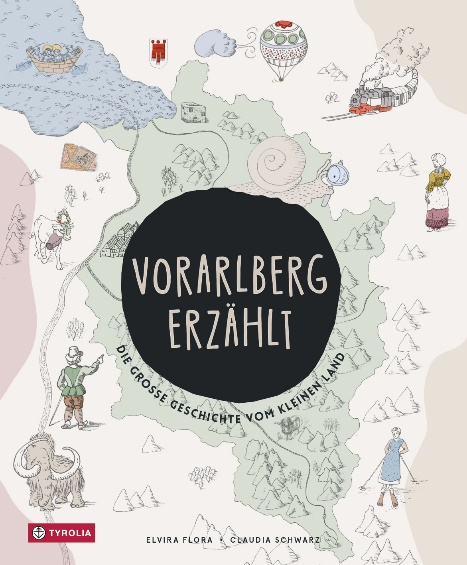 VORARLBERG
ERZÄHLT
DIE GROSSE GESCHICHTE VOM KLEINEN LAND
TYROLIA
ELVIRA FLORA • CLAUDIA SCHWARZ